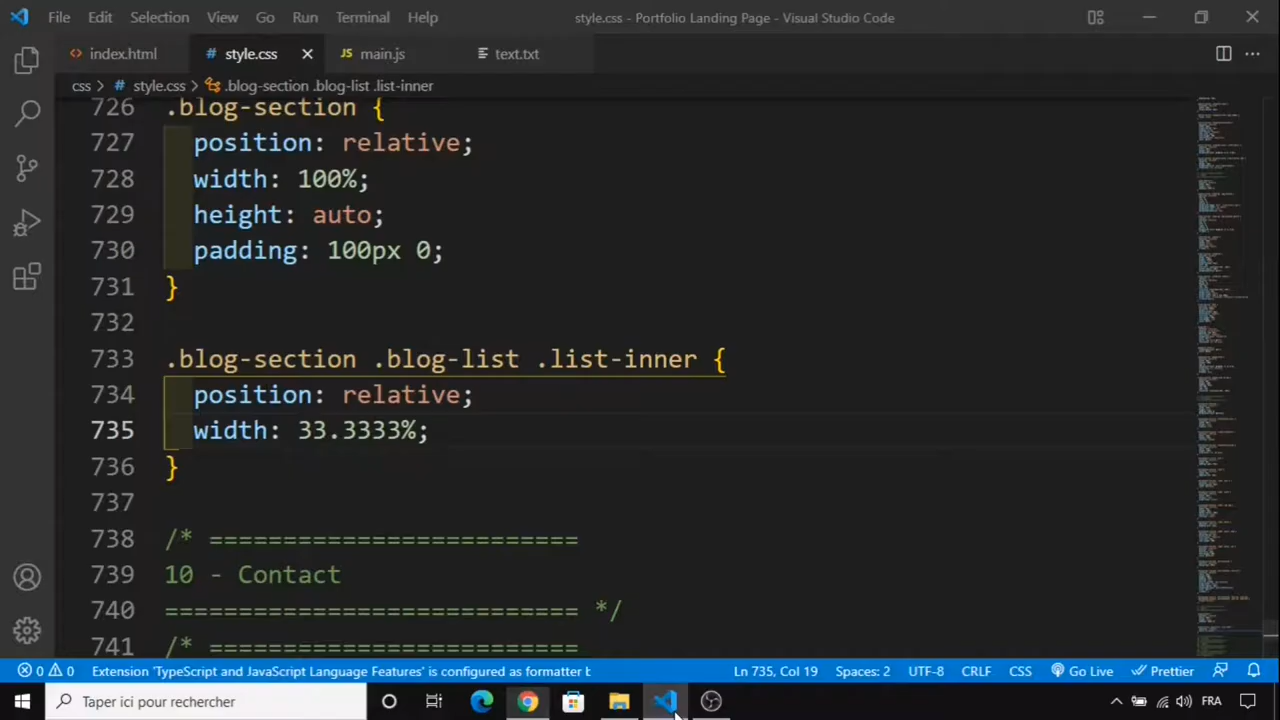 File Edit Selection View Go Run Terminal Help style.css - Portfolio Landing Page - Visual Studio Code
index.html # style.css JS main.js text.txt
css > # style.css > .blog-section .blog-list .list-inner
726 .blog-section {
727 position: relative;
728 width: 100%;
729 height: auto;
730 padding: 100px 0;
731 }
732
733 .blog-section .blog-list .list-inner {
734 position: relative;
735 width: 33.3333%;
736 }
737
738 /* =========================
739 10 - Contact
740 ============================ */
741 /* =========================
0 0 Extension 'TypeScript and JavaScript Language Features' is configured as formatter b Ln 735, Col 19 Spaces: 2 UTF-8 CRLF CSS Go Live Prettier
Taper ici pour rechercher FRA